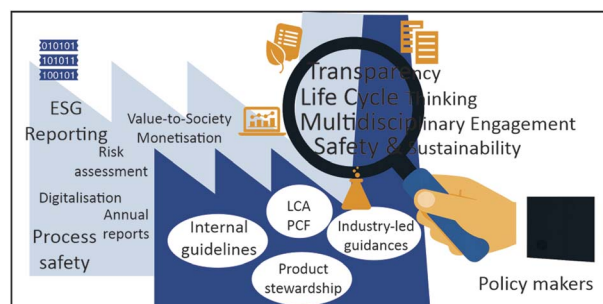 010101
101011
100101
ESG
Reporting
Risk
assessment
Digitalisation
Annual
reports
Process
safety
Value-to-Society
Monetisation
Transparency
Life Cycle Thinking
Multidisciplinary Engagement
Safety & Sustainability
Internal
guidelines
LCA
PCF
Industry-led
guidances
Product
stewardship
Policy makers